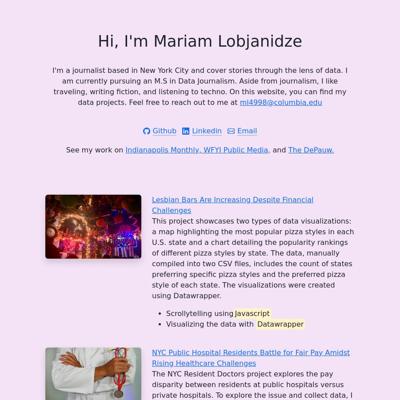 Hi, I'm Mariam Lobjanidze
I'm a journalist based in New York City and cover stories through the lens of data. I
am currently pursuing an M.S in Data Journalism. Aside from journalism, I like
traveling, writing fiction, and listening to techno. On this website, you can find my
data projects. Feel free to reach out to me at ml4998@columbia.edu
Github Linkedin Email
See my work on Indianapolis Monthly, WFYI Public Media, and The DePauw.
Lesbian Bars Are Increasing Despite Financial
Challenges
This project showcases two types of data visualizations:
a map highlighting the most popular pizza styles in each
U.S. state and a chart detailing the popularity rankings
of different pizza styles by state. The data, manually
compiled into two CSV files, includes the count of states
preferring specific pizza styles and the preferred pizza
style of each state. The visualizations were created
using Datawrapper.
• Scrollytelling using Javascript
• Visualizing the data with Datawrapper
NYC Public Hospital Residents Battle for Fair Pay Amidst
Rising Healthcare Challenges
The NYC Resident Doctors project explores the pay
disparity between residents at public hospitals versus
private hospitals. To explore the issue and collect data, I